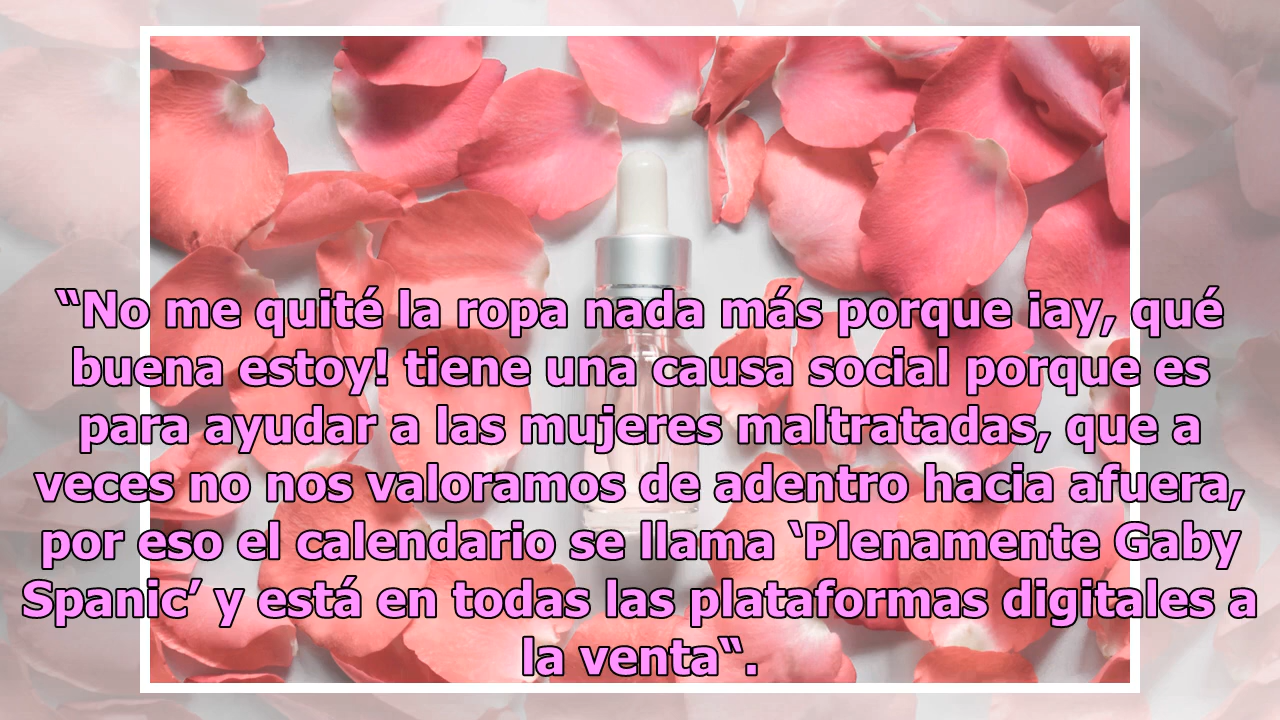 “No me quité la ropa nada más porque ¡ay, qué
buena estoy! tiene una causa social porque es
para ayudar a las mujeres maltratadas, que a
veces no nos valoramos de adentro hacia afuera,
por eso el calendario se llama ‘Plenamente Gaby
Spanic’ y está en todas las plataformas digitales a
la venta“.